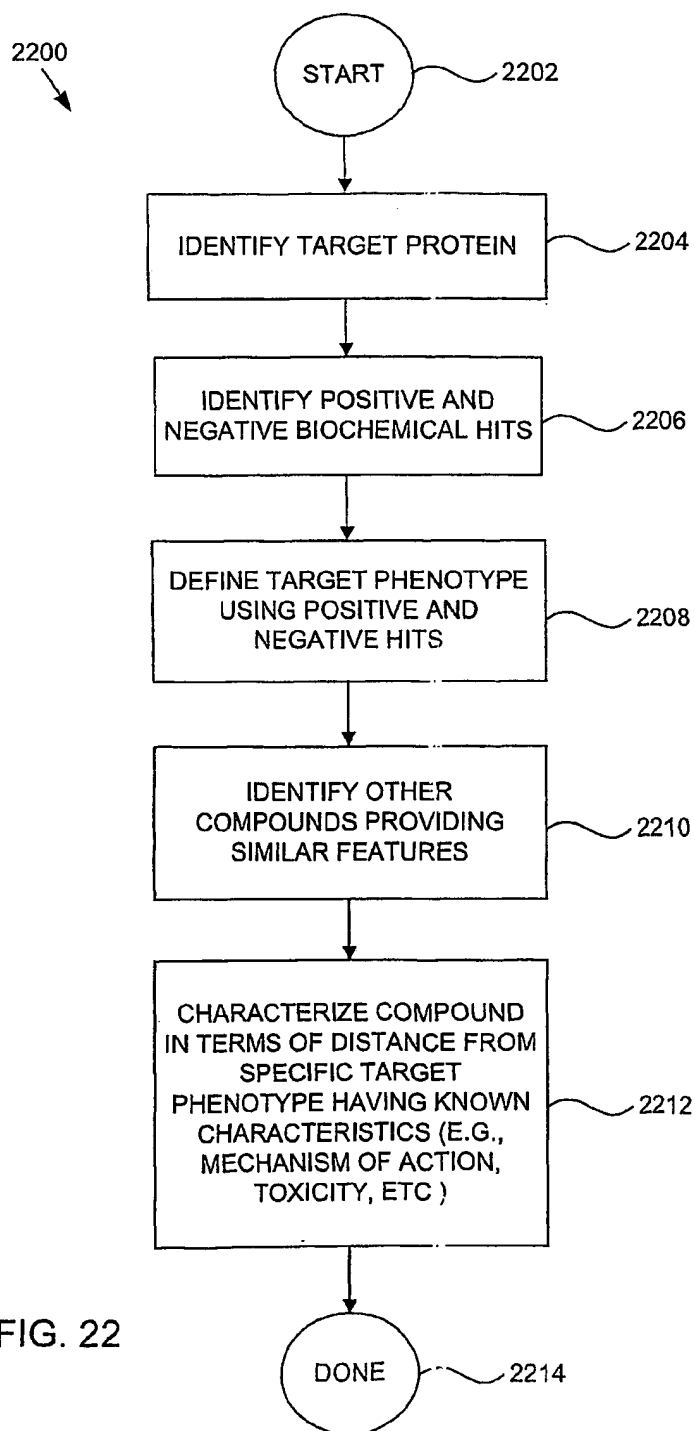 2200
START
2202
IDENTIFY TARGET PROTEIN
2204
IDENTIFY POSITIVE AND
NEGATIVE BIOCHEMICAL HITS
2206
DEFINE TARGET PHENOTYPE
USING POSITIVE AND
NEGATIVE HITS
2208
IDENTIFY OTHER
COMPOUNDS PROVIDING
SIMILAR FEATURES
2210
CHARACTERIZE COMPOUND
IN TERMS OF DISTANCE FROM
SPECIFIC TARGET
PHENOTYPE HAVING KNOWN
CHARACTERISTICS (E.G.,
MECHANISM OF ACTION,
TOXICITY, ETC )
2212
FIG. 22
DONE
2214